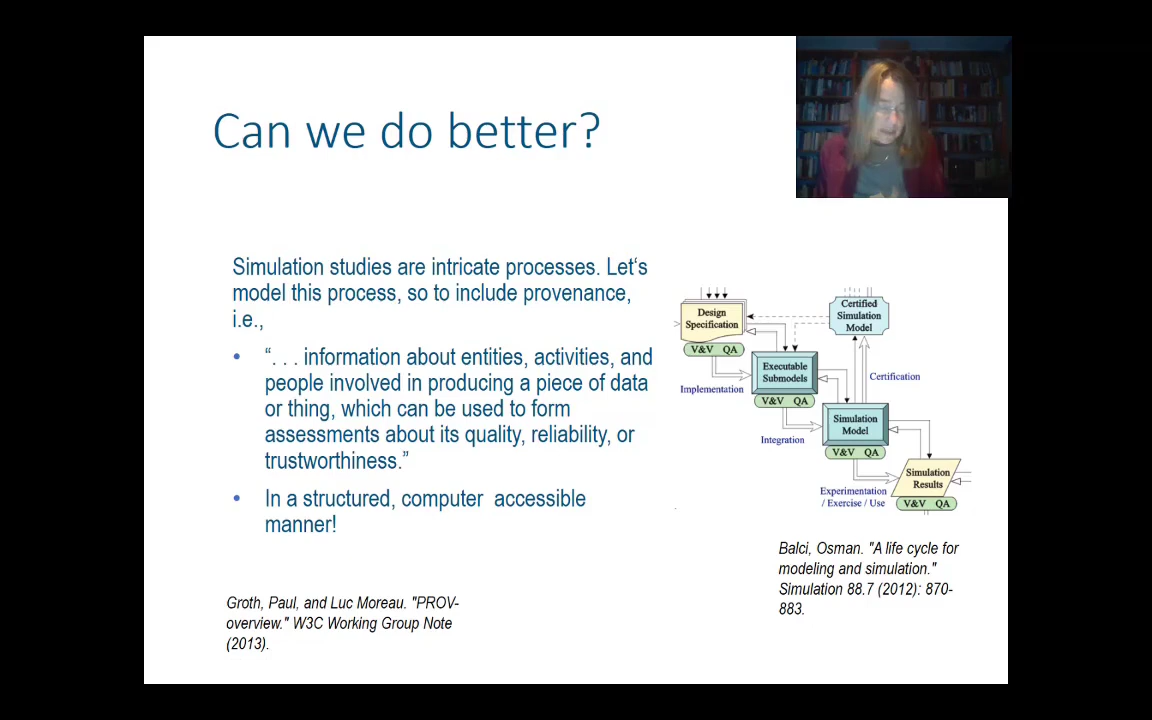 Can we do better?
Simulation studies are intricate processes. Let‘s
model this process, so to include provenance,
i.e.,
• “. . . information about entities, activities, and
people involved in producing a piece of data
or thing, which can be used to form
assessments about its quality, reliability, or
trustworthiness.”
• In a structured, computer accessible
manner!
Groth, Paul, and Luc Moreau. "PROV-
overview." W3C Working Group Note
(2013).
Design
Specification
V&V QA
Implementation
Certified
Simulation
Model
Executable
Submodels
V&V QA
Certification
Integration
Simulation
Model
V&V QA
Experimentation
/ Exercise / Use
Simulation
Results
V&V QA
Balci, Osman. "A life cycle for
modeling and simulation."
Simulation 88.7 (2012): 870-
883.